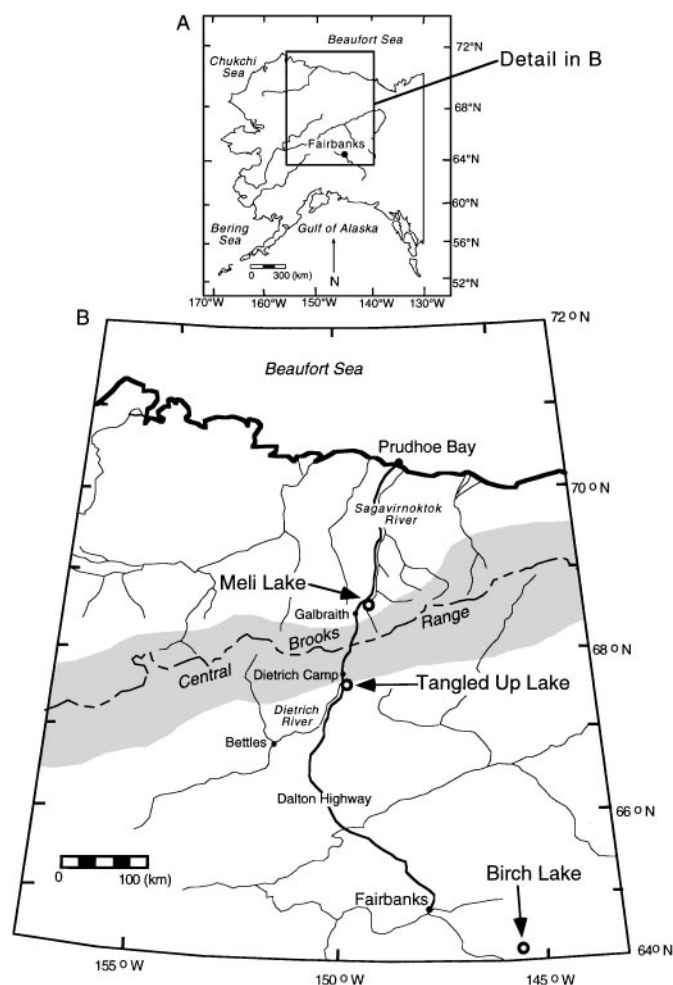 A
Beaufort Sea
Chukchi
Sea
72°N
Detail in B
68°N
Fairbanks
64°N
60°N
Bering
Sea
Gulf of Alaska
56°N
0 300 (km)
N
52°N
170°W 160°W 150°W 140°W 130°W
B
72 o N
Beaufort Sea
Prudhoe Bay
70 o N
Sagavirnoktok
River
Meli Lake
Galbraith
Central Brooks Range
68 o N
Dietrich Camp
Tangled Up Lake
Dietrich
River
Bettles
Dalton Highway
66 o N
0 100 (km)
Birch Lake
Fairbanks
64 o N
155 o W 150 o W 145 o W